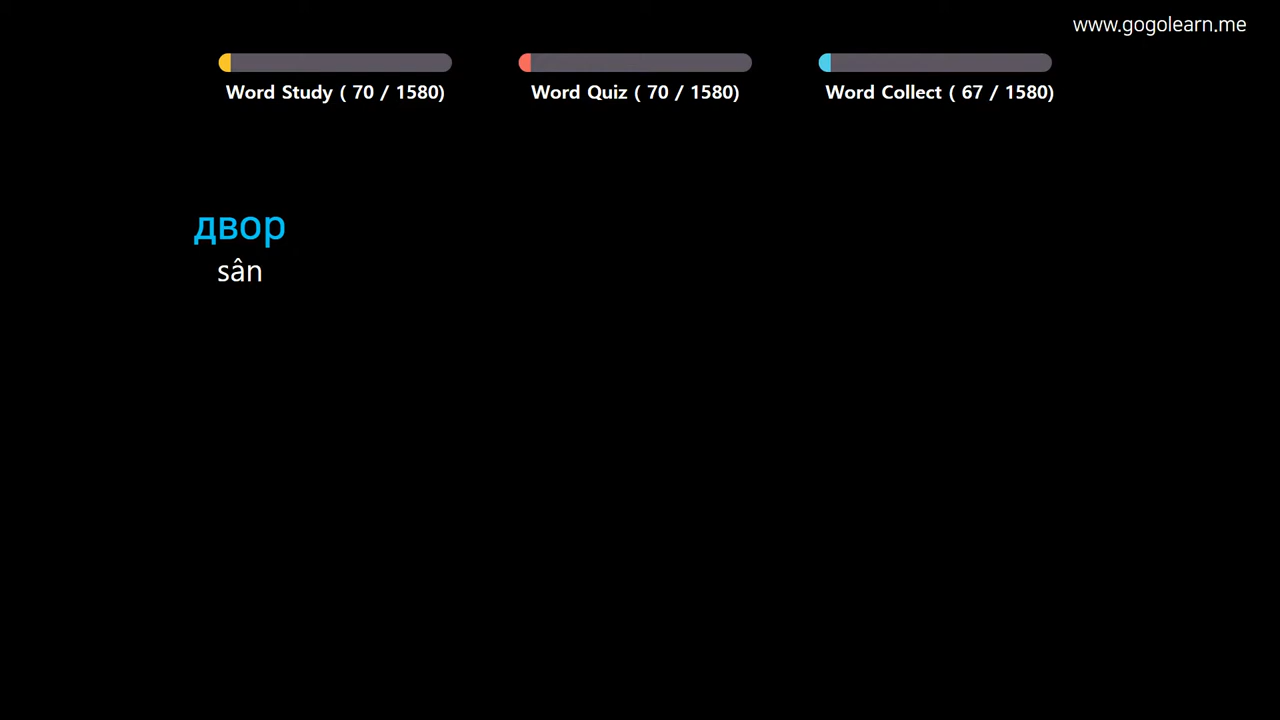 www.gogolearn.me
Word Study ( 70 / 1580)
Word Quiz ( 70 / 1580)
Word Collect ( 67 / 1580)
двор
sân